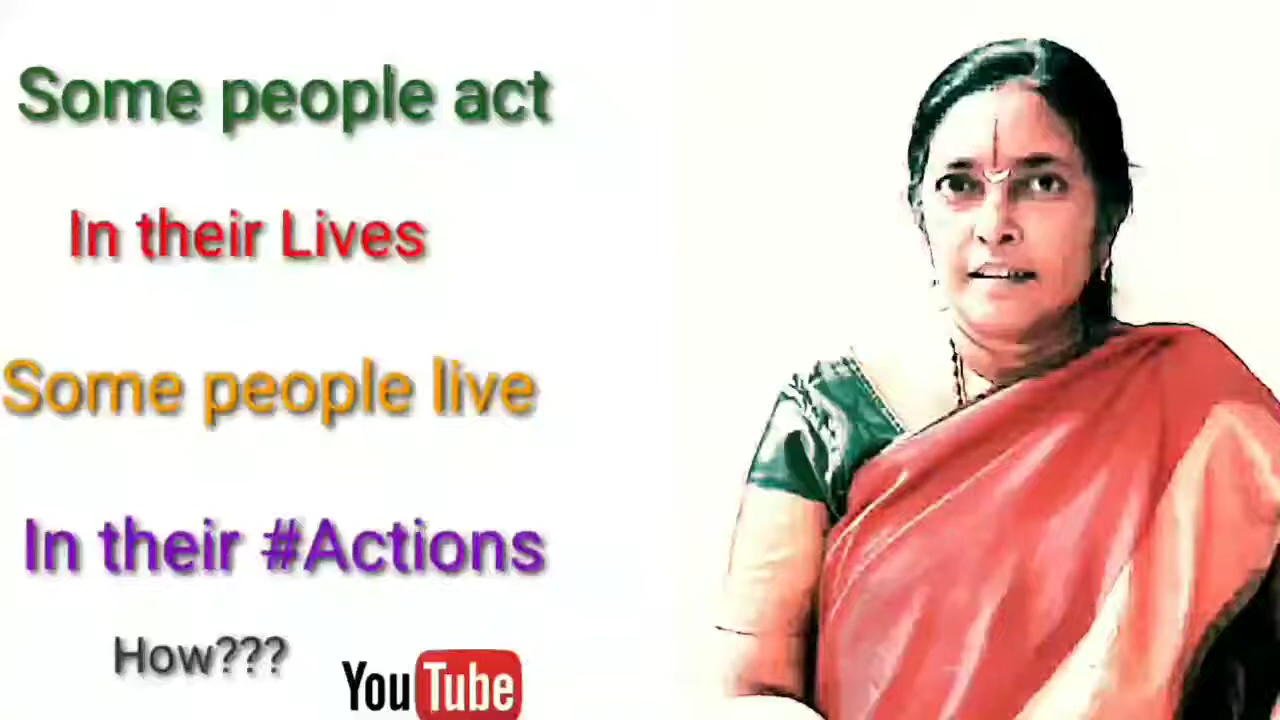 Some people act
In their Lives
Some people live
In their #Actions
How???
YouTube